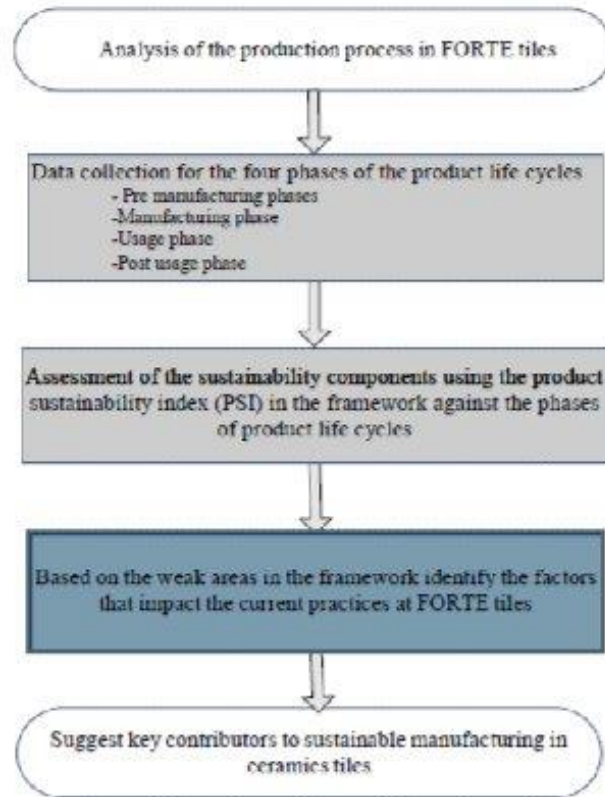 Analysis of the production process in FORTE tiles
Data collection for the four phases of the product life cycles
- Pre manufacturing phases
-Manufacturing phase
-Usage phase
-Post usage phase
Assessment of the sustainability components using the product
sustainability index (PSI) in the framework against the phases
of product life cycles
Based on the weak areas in the framework identify the factors
that impact the current practices at FORTE tiles
Suggest key contributors to sustainable manufacturing in
ceramics tiles